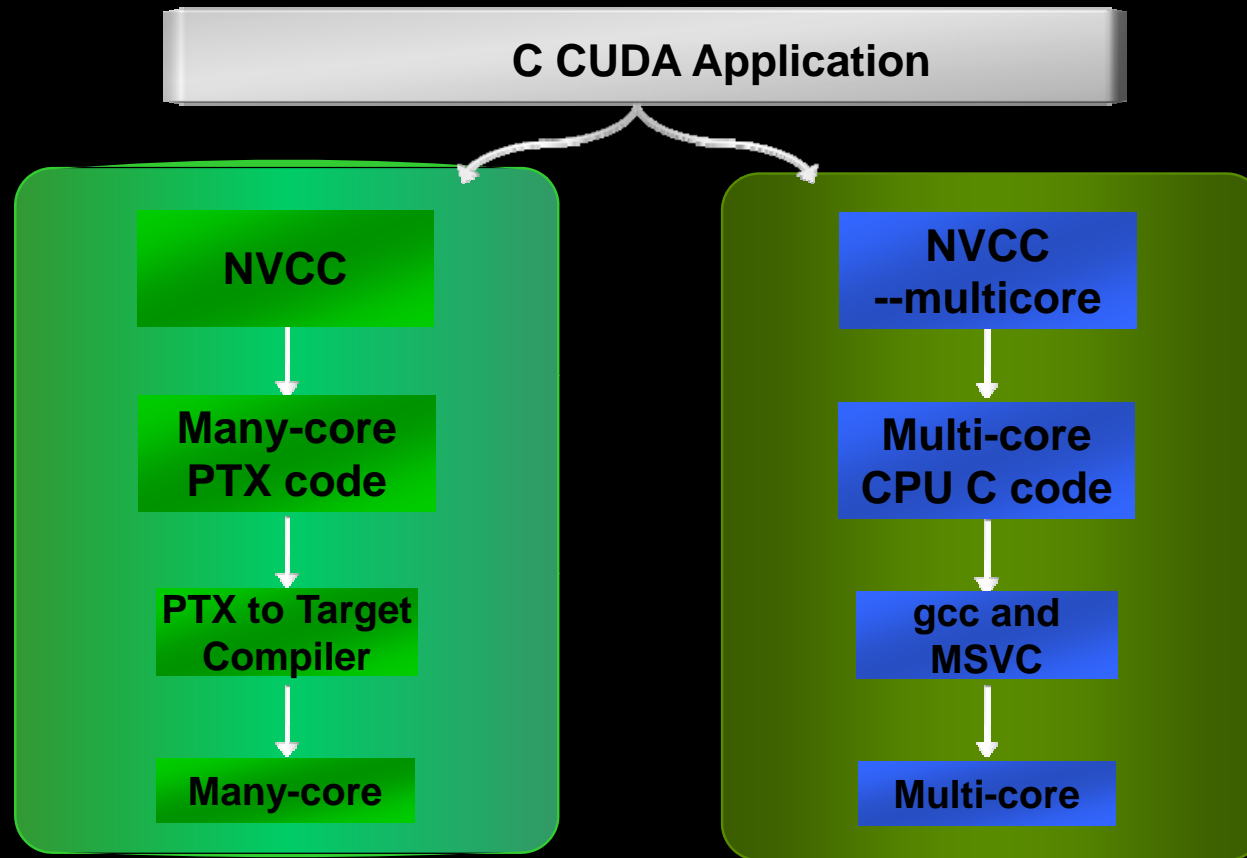 C CUDA Application
NVCC
Many-core
PTX code
PTX to Target
Compiler
Many-core
NVCC
--multicore
Multi-core
CPU C code
gcc and
MSVC
Multi-core